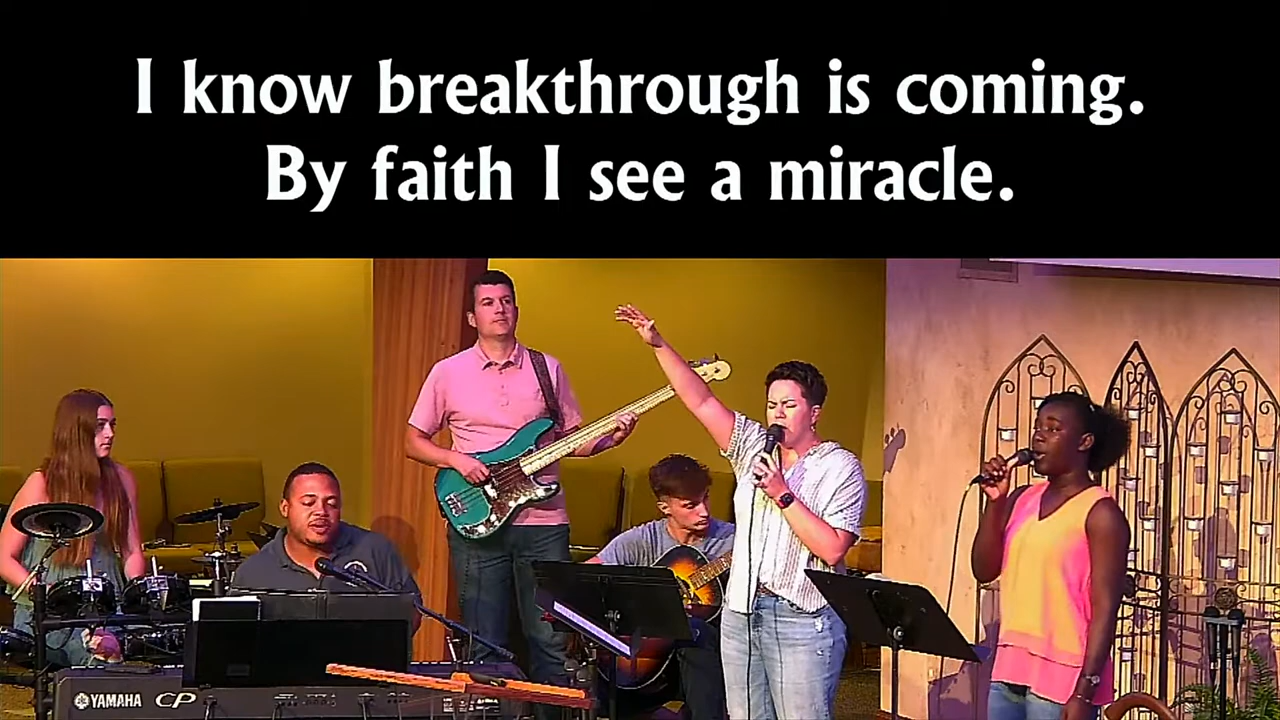 I know breakthrough is coming.
By faith I see a miracle.
YAMAHA CP